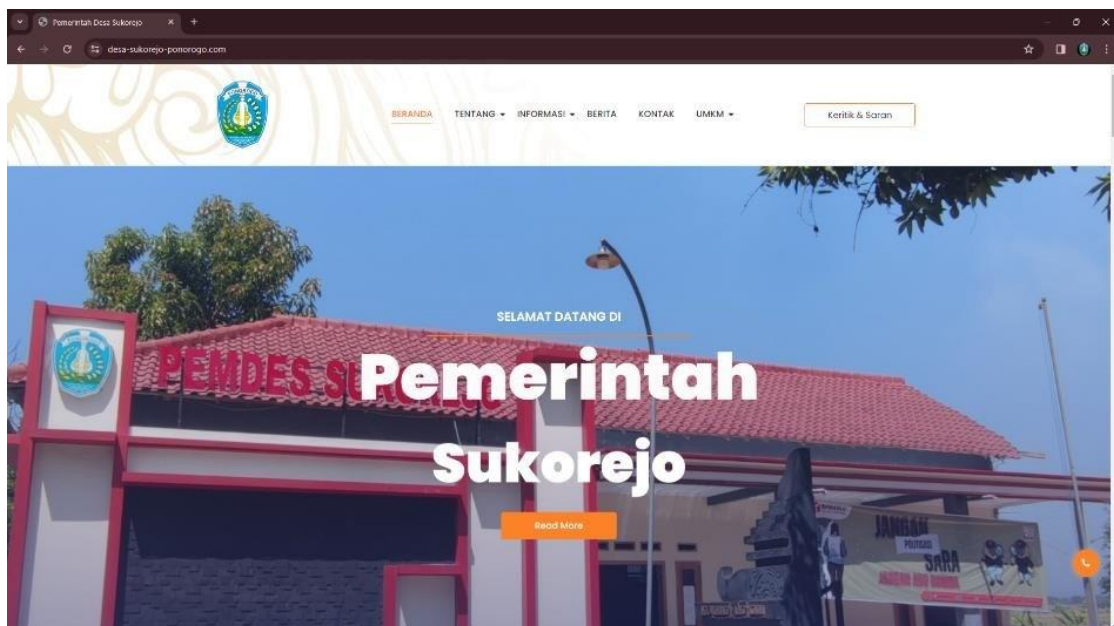 Pemerintah Desa Sukorejo
desa-sukorejo-ponorogo.com
BERANDA TENTANG INFORMASI BERITA KONTAK UMKM
Keritik & Saran
SELAMAT DATANG DI
Pemerintah
Sukorejo
Read More
PEMDES
JANGAN
POLITISASI
SARA